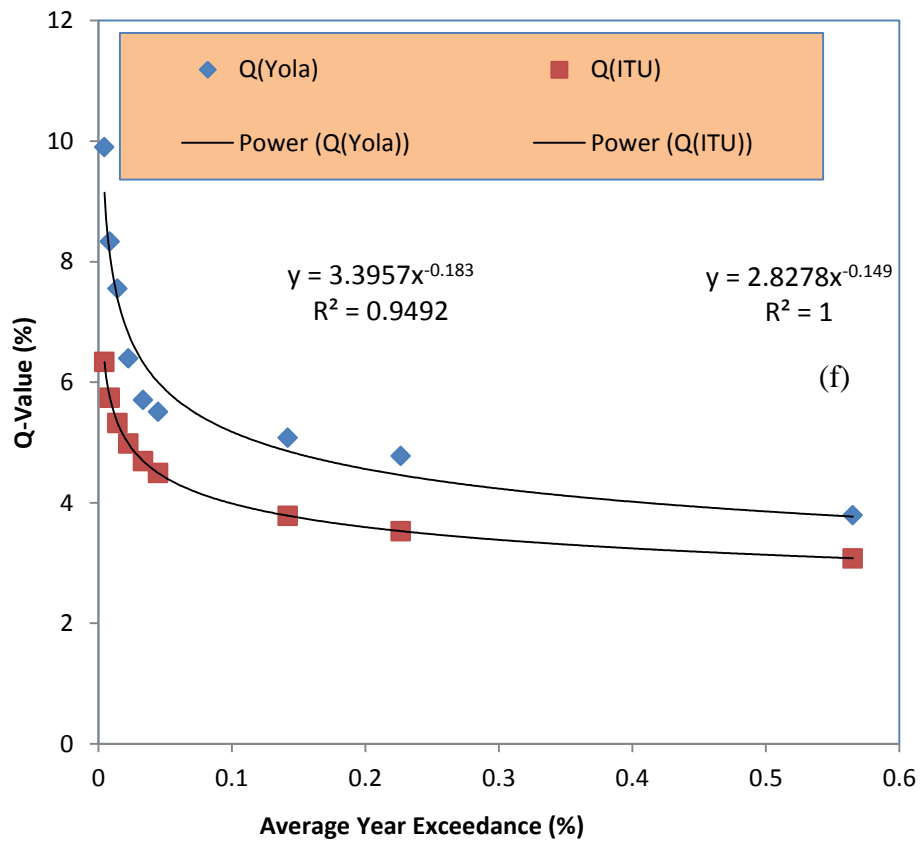 12
10
8
6
4
2
0
Q-Value (%)
Q(Yola) Q(ITU)
Power (Q(Yola)) Power (Q(ITU))
y = 3.3957x^-0.183
R² = 0.9492
y = 2.8278x^-0.149
R² = 1
(f)
0 0.1 0.2 0.3 0.4 0.5 0.6
Average Year Exceedance (%)